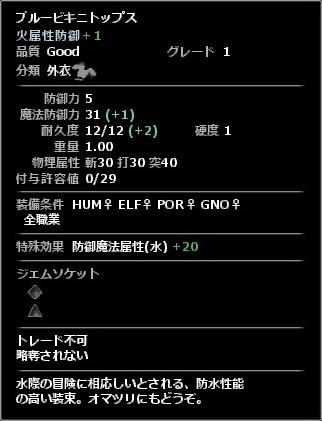 ブルービキニトップス
火属性防御+1
品質 Good グレード 1
分類 外衣
防御力 5
魔法防御力 31 (+1)
耐久度 12/12 (+2) 硬度 1
重量 1.00
物理属性 斬30 打30 突40
付与許容値 0/29
装備条件 HUM♀ ELF♀ POR♀ GNO♀
全職業
特殊効果 防御魔法属性(水) +20
ジェムソケット
トレード不可
略奪されない
水際の冒険に相応しいとされる、防水性能
の高い装束。オマツリにもどうぞ。